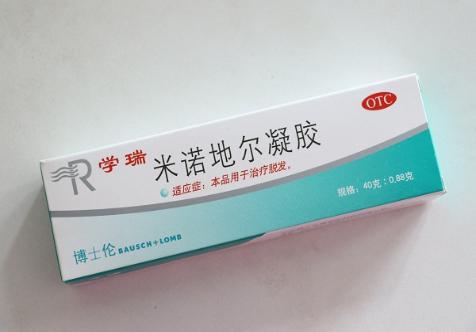 OTC
R 学瑞
米诺地尔凝胶
适应症：本品用于治疗脱发。
规格：40克：0.88克
博士伦 BAUSCH+LOMB